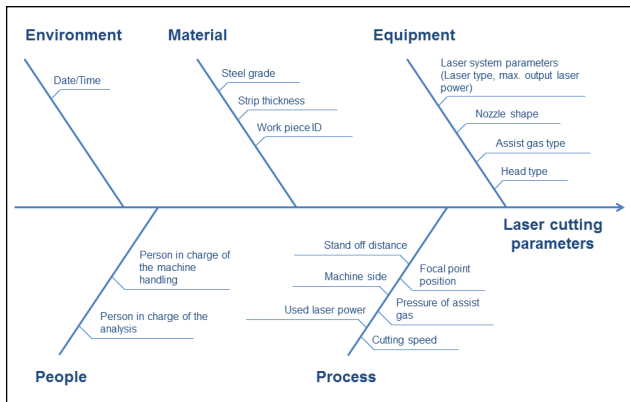 Environment
Material
Equipment
Date/Time
Steel grade
Strip thickness
Work piece ID
Laser system parameters
(Laser type, max. output laser
power)
Nozzle shape
Assist gas type
Head type
Laser cutting
parameters
Person in charge of
the machine
handling
Person in charge of the
analysis
Stand off distance
Machine side
Used laser power
Focal point
position
Pressure of assist
gas
Cutting speed
People
Process